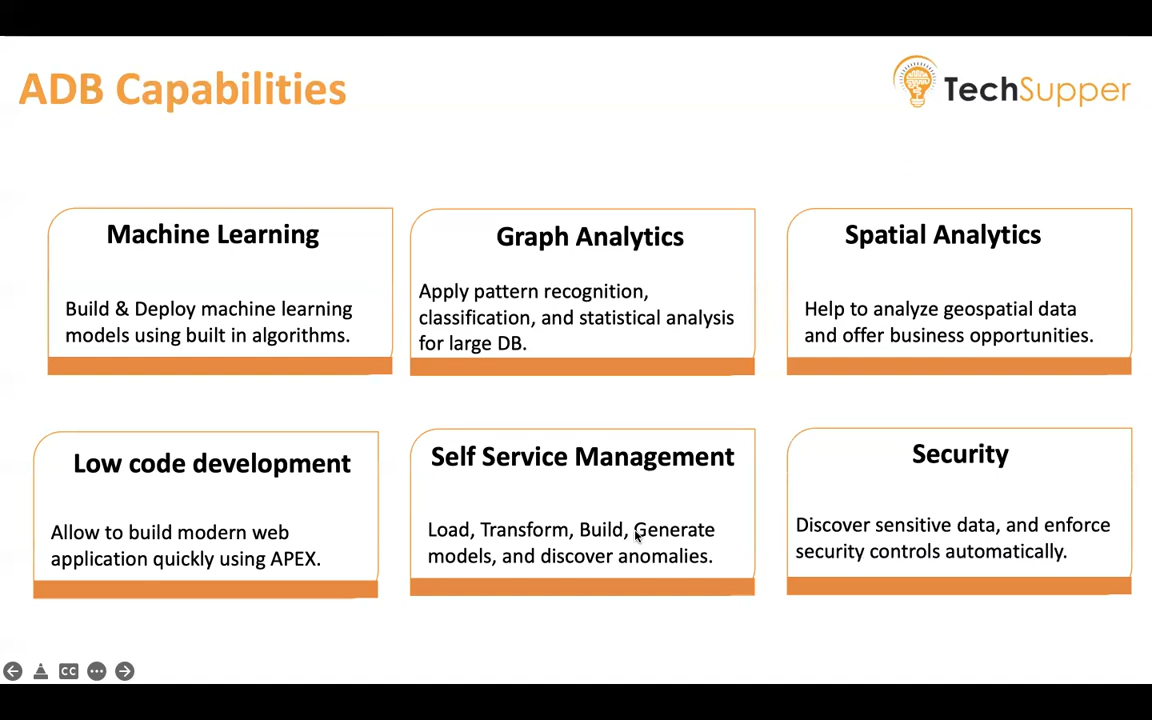 ADB Capabilities
TechSupper
Machine Learning
Build & Deploy machine learning
models using built in algorithms.
Graph Analytics
Apply pattern recognition,
classification, and statistical analysis
for large DB.
Spatial Analytics
Help to analyze geospatial data
and offer business opportunities.
Low code development
Allow to build modern web
application quickly using APEX.
Self Service Management
Load, Transform, Build, Generate
models, and discover anomalies.
Security
Discover sensitive data, and enforce
security controls automatically.
CC